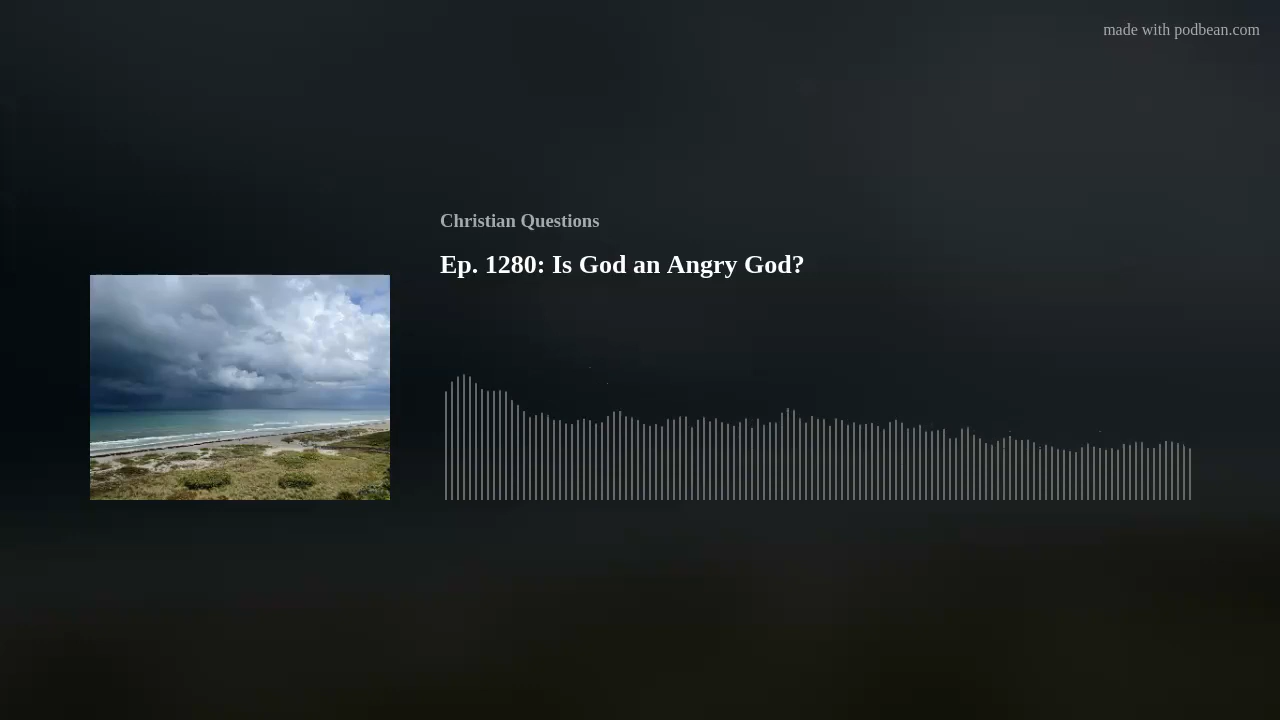 made with podbean.com
Christian Questions
Ep. 1280: Is God an Angry God?